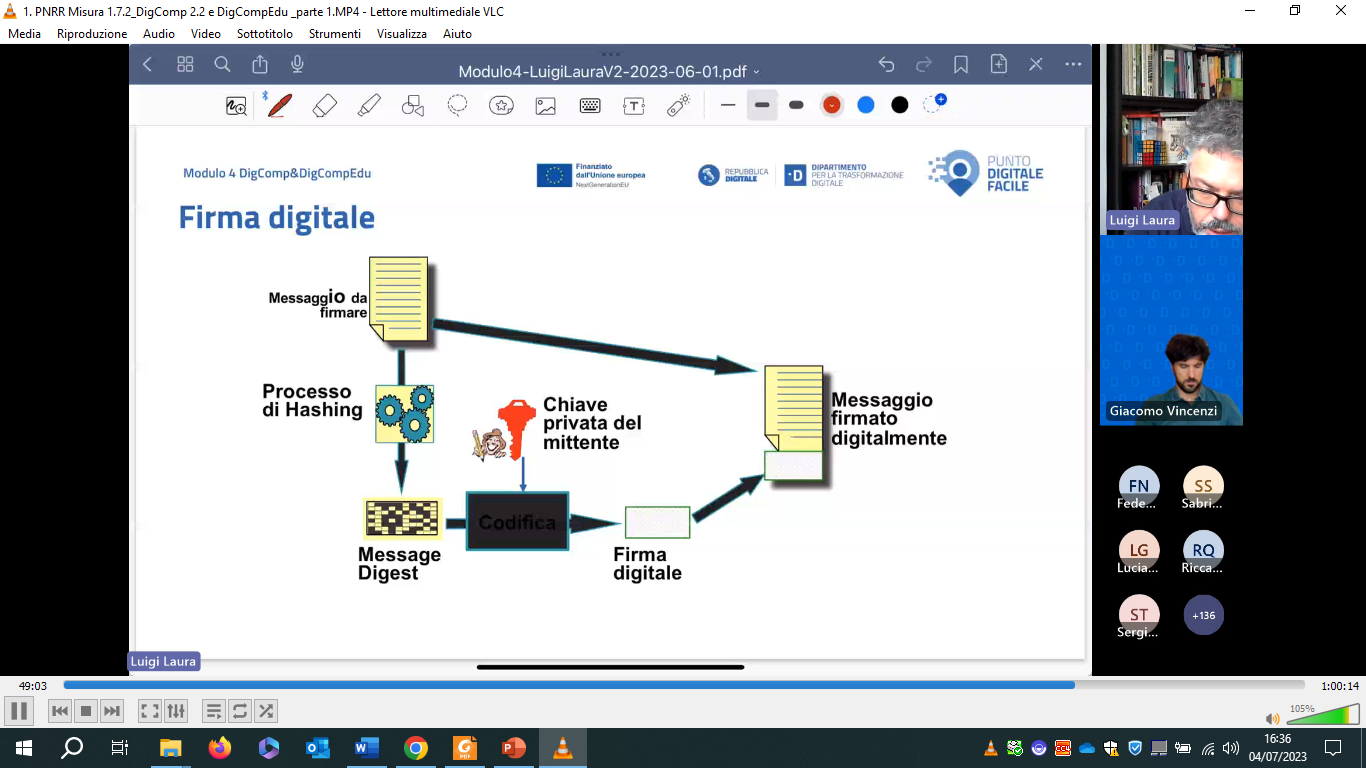 1. PNRR Misura 1.7.2_DigComp 2.2 e DigCompEdu _parte 1.MP4 - Lettore multimediale VLC
Media Riproduzione Audio Video Sottotitolo Strumenti Visualizza Aiuto
Modulo4-LuigiLauraV2-2023-06-01.pdf
Modulo 4 DigComp&DigCompEdu
Finanziato
dall'Unione europea
NextGenerationEU
REPUBBLICA
DIGITALE
DIPARTIMENTO
PER LA TRASFORMAZIONE
DIGITALE
PUNTO
DIGITALE
FACILE
Firma digitale
Messaggio da
firmare
Processo
di Hashing
Chiave
privata del
mittente
Messaggio
firmato
digitalmente
Codifica
Message
Digest
Firma
digitale
Luigi Laura
Giacomo Vincenzi
FN SS
Fede... Sabri...
LG RQ
Lucia... Ricca...
ST +136
Sergi...
Luigi Laura
49:03 1:00:14
105%
16:36
04/07/2023